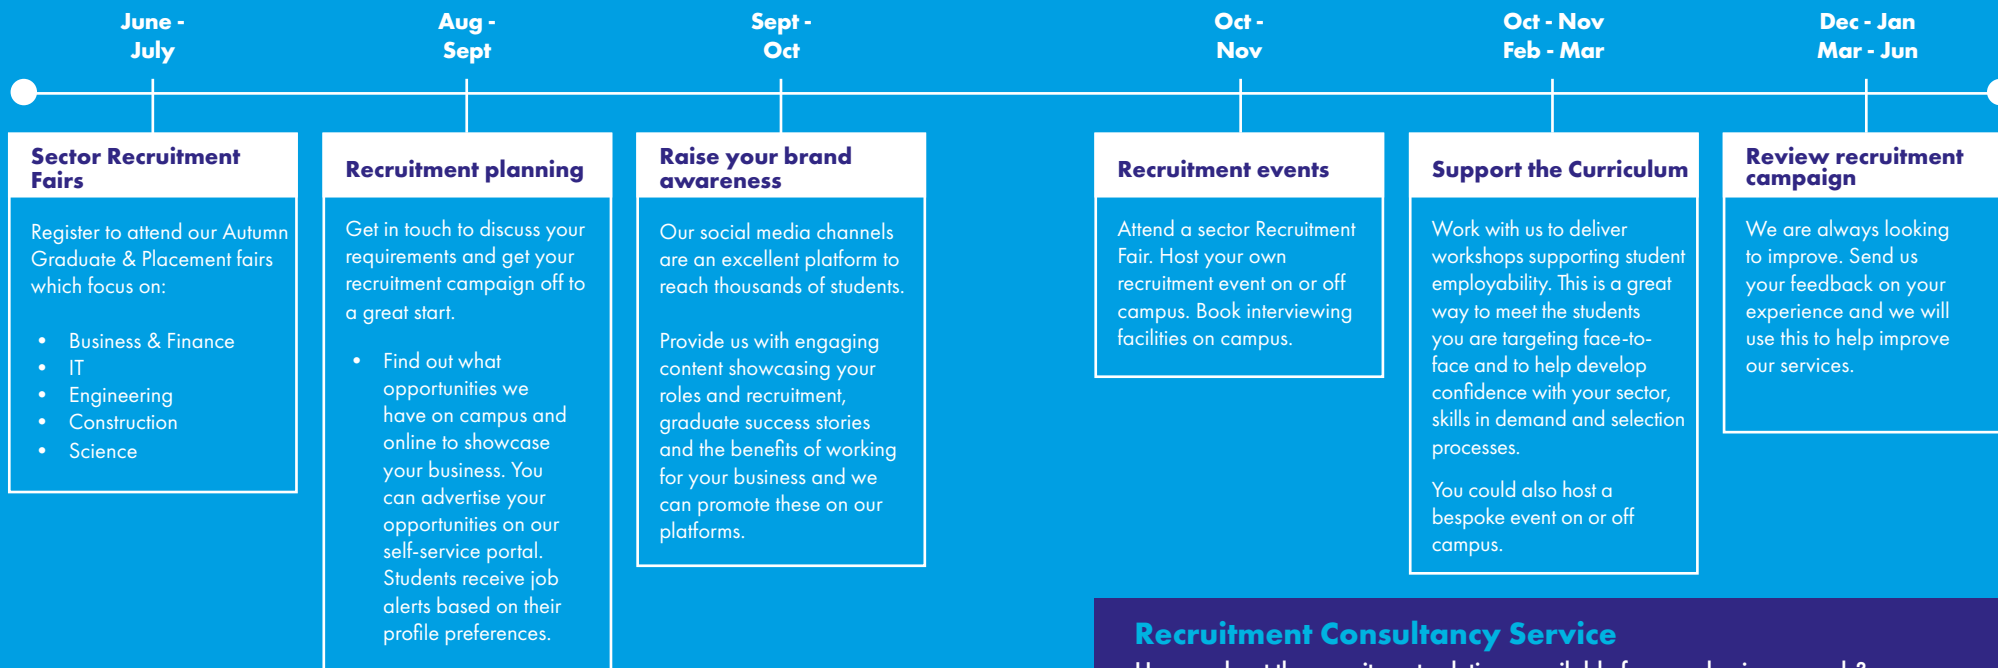 June -
July
Sector Recruitment
Fairs
Register to attend our Autumn
Graduate & Placement fairs
which focus on:
• Business & Finance
• IT
• Engineering
• Construction
• Science
Aug -
Sept
Recruitment planning
Get in touch to discuss your
requirements and get your
recruitment campaign off to
a great start.
• Find out what
opportunities we
have on campus and
online to showcase
your business. You
can advertise your
opportunities on our
self-service portal.
Students receive job
alerts based on their
profile preferences.
Sept -
Oct
Raise your brand
awareness
Our social media channels
are an excellent platform to
reach thousands of students.
Provide us with engaging
content showcasing your
roles and recruitment,
graduate success stories
and the benefits of working
for your business and we
can promote these on our
platforms.
Oct -
Nov
Recruitment events
Attend a sector Recruitment
Fair. Host your own
recruitment event on or off
campus. Book interviewing
facilities on campus.
Oct - Nov
Feb - Mar
Support the Curriculum
Work with us to deliver
workshops supporting student
employability. This is a great
way to meet the students
you are targeting face-to-
face and to help develop
confidence with your sector,
skills in demand and selection
processes.
You could also host a
bespoke event on or off
campus.
Dec - Jan
Mar - Jun
Review recruitment
campaign
We are always looking
to improve. Send us
your feedback on your
experience and we will
use this to help improve
our services.
Recruitment Consultancy Service